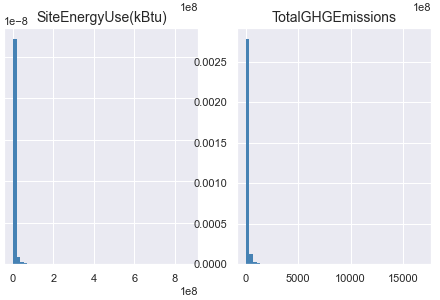 1e8
1e8
SiteEnergyUse(kBtu)
TotalGHGEmissions
1e−8
0.0025
0.0020
0.0015
0.0010
0.0005
0.0000
0 2 4 6 8
0 5000 10000 15000
1e8